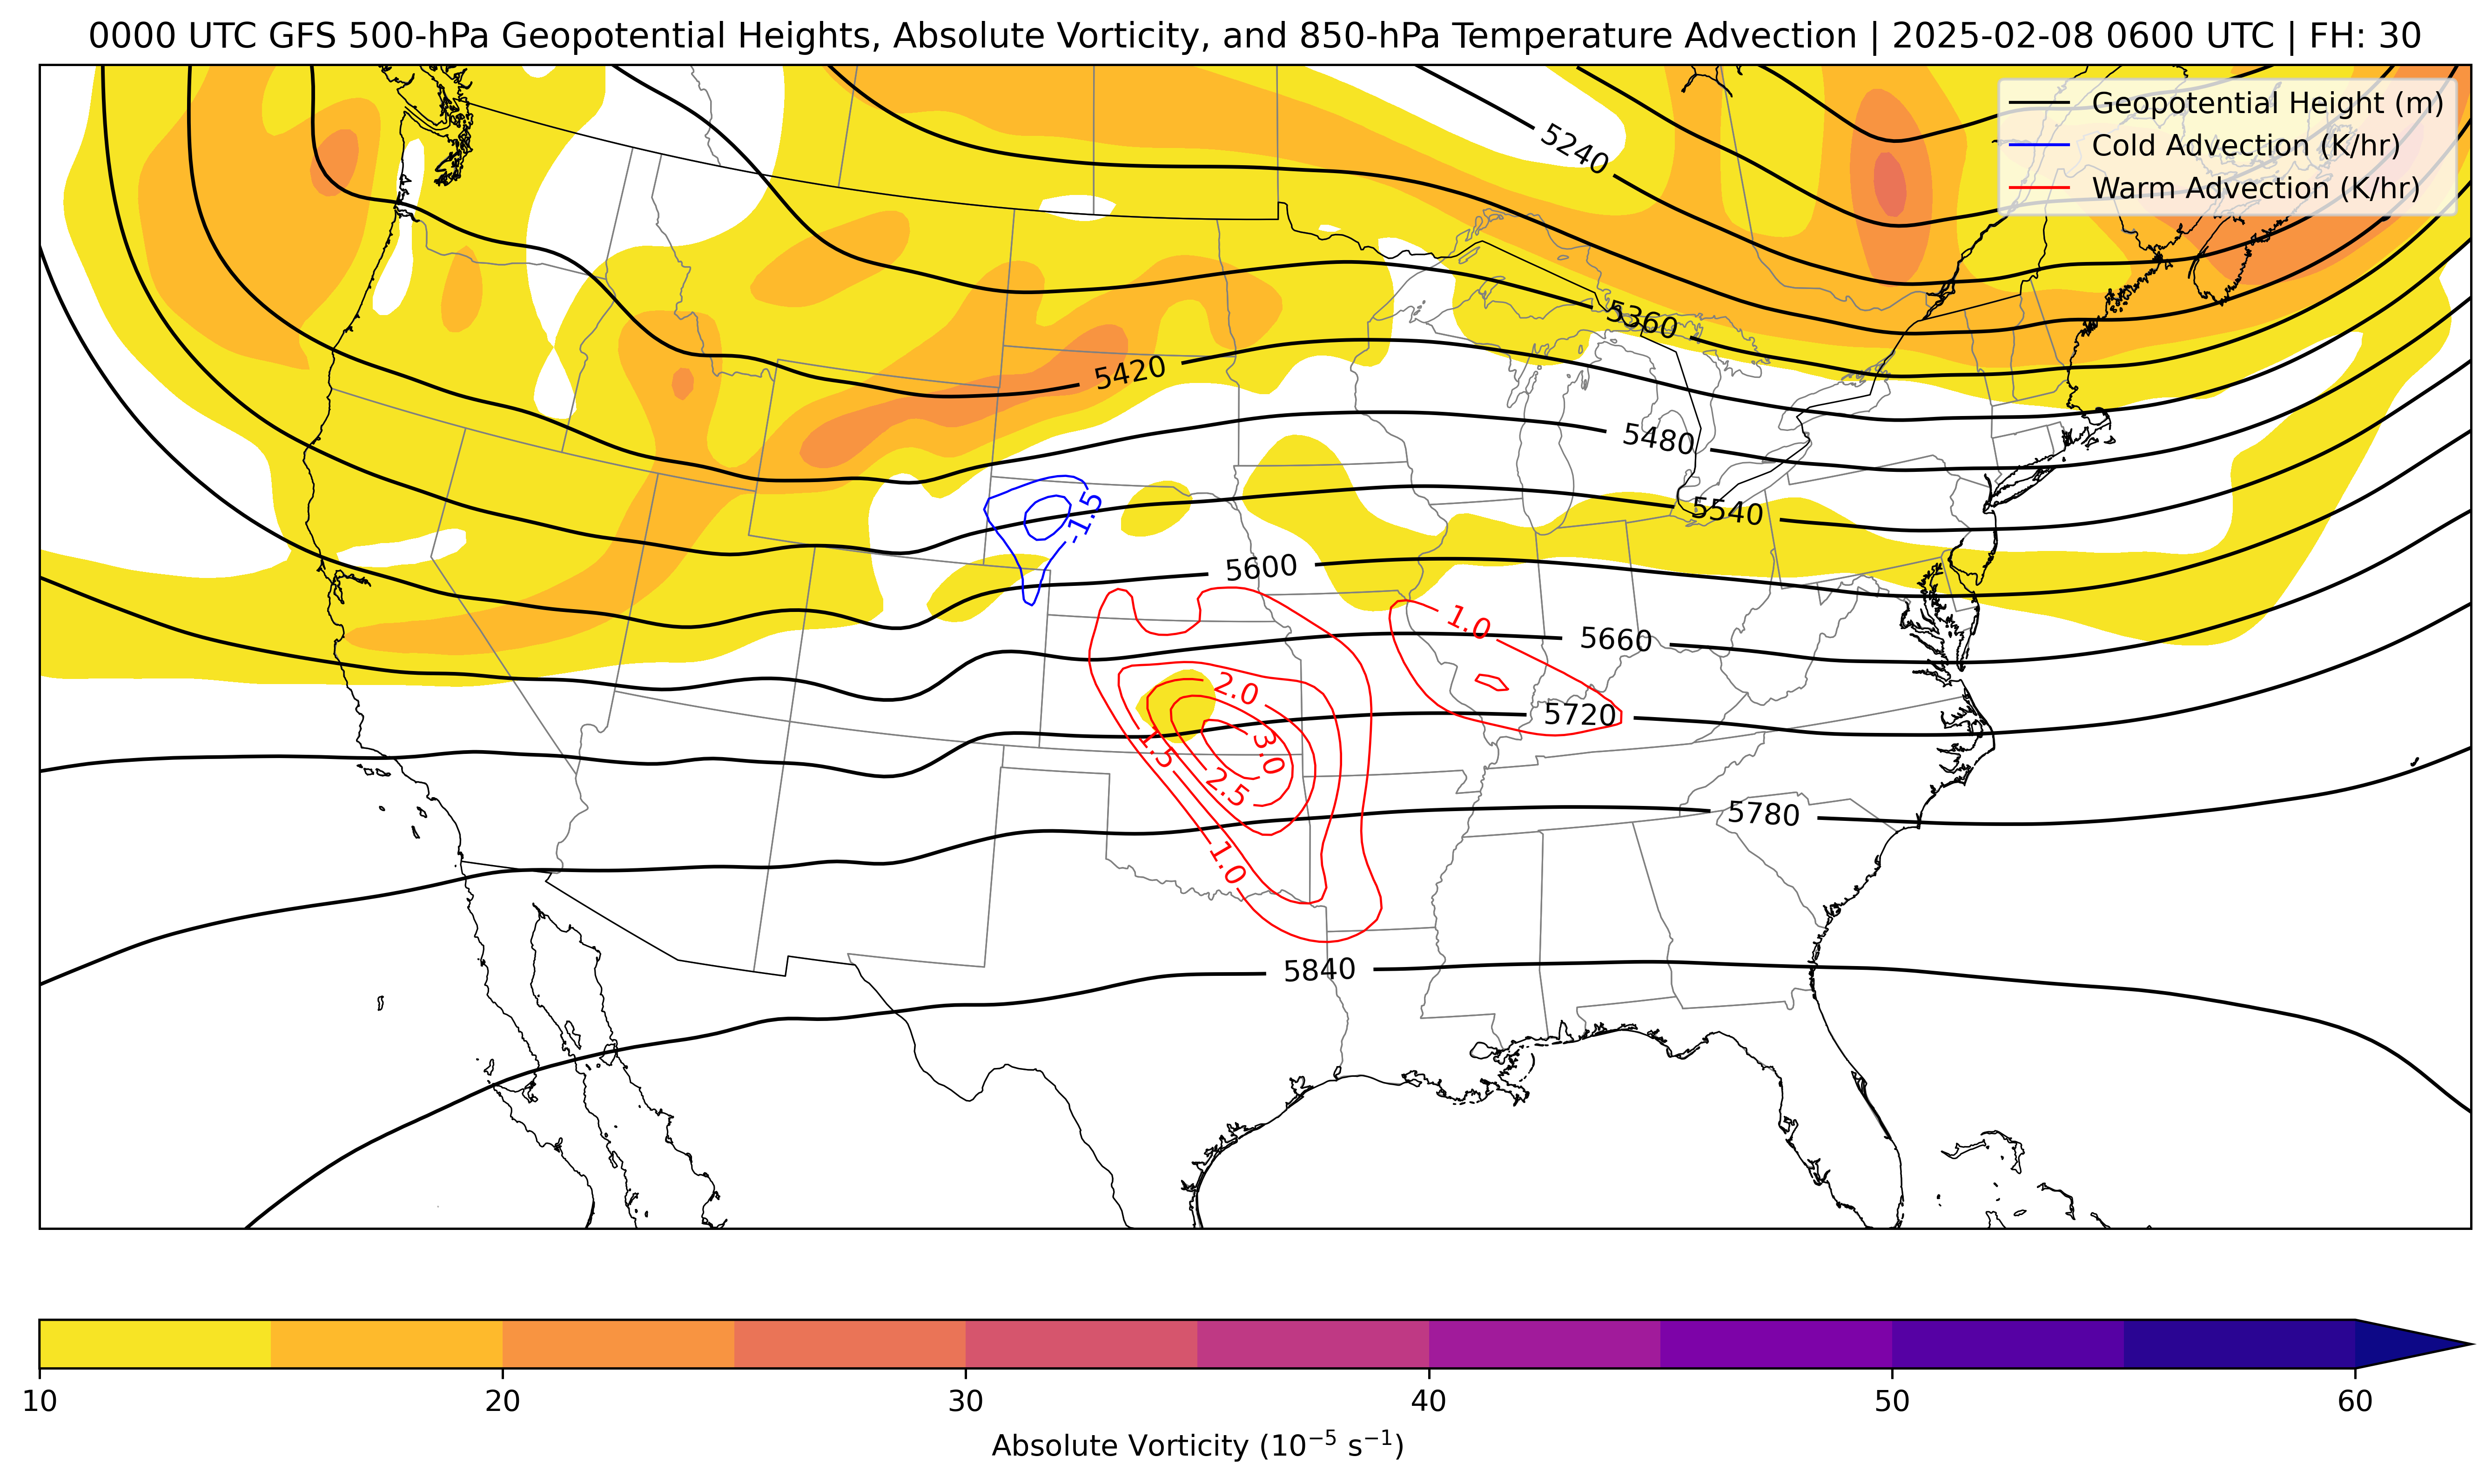 0000 UTC GFS 500-hPa Geopotential Heights, Absolute Vorticity, and 850-hPa Temperature Advection | 2025-02-08 0600 UTC | FH: 30
Geopotential Height (m)
Cold Advection (K/hr)
Warm Advection (K/hr)
5240
5360
5420
5480
-1.5
5540
5600
1.0
5660
2.0
5720
1.5
3.0
2.5
5780
1.0
5840
10 20 30 40 50 60
Absolute Vorticity (10⁻⁵ s⁻¹)